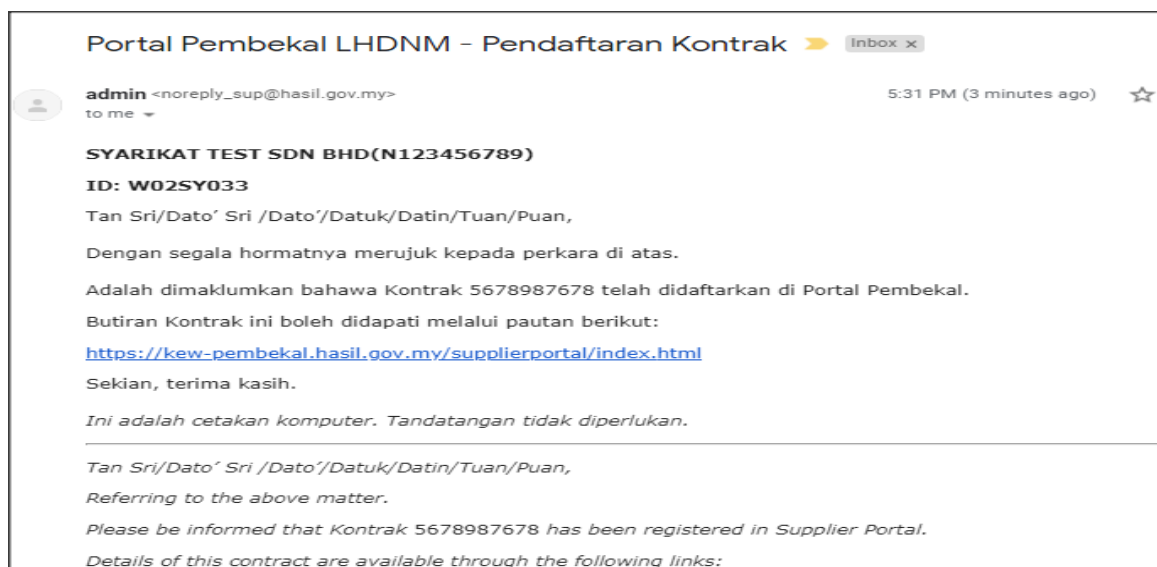 Portal Pembekal LHDNM - Pendaftaran Kontrak Inbox x
admin <noreply_sup@hasil.gov.my> 5:31 PM (3 minutes ago)
to me
SYARIKAT TEST SDN BHD(N123456789)
ID: W02SY033
Tan Sri/Dato´ Sri /Dato´/Datuk/Datin/Tuan/Puan,
Dengan segala hormatnya merujuk kepada perkara di atas.
Adalah dimaklumkan bahawa Kontrak 5678987678 telah didaftarkan di Portal Pembekal.
Butiran Kontrak ini boleh didapati melalui pautan berikut:
https://kew-pembekal.hasil.gov.my/supplierportal/index.html
Sekian, terima kasih.
Ini adalah cetakan komputer. Tandatangan tidak diperlukan.
Tan Sri/Dato´ Sri /Dato´/Datuk/Datin/Tuan/Puan,
Referring to the above matter.
Please be informed that Kontrak 5678987678 has been registered in Supplier Portal.
Details of this contract are available through the following links: